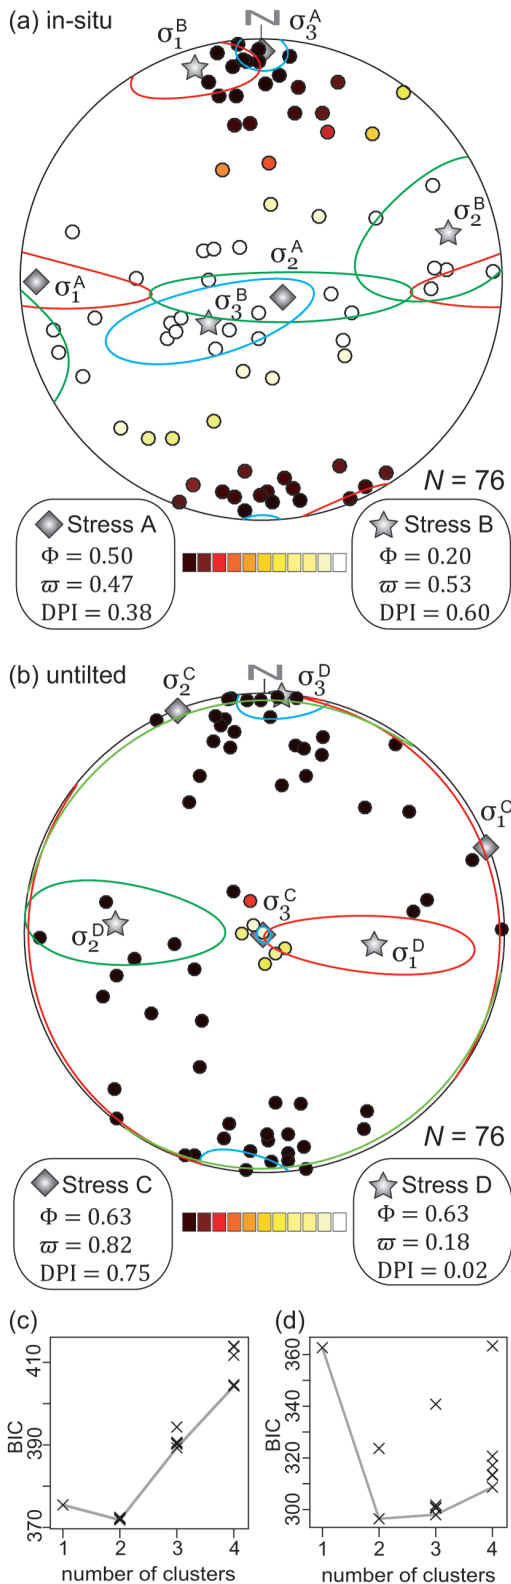 (a) in-situ
N
σ₁ᴮ
σ₃ᴬ
σ₂ᴮ
σ₂ᴬ
σ₁ᴬ
σ₃ᴮ
N = 76
Stress A
Φ = 0.50
ϖ = 0.47
DPI = 0.38
Stress B
Φ = 0.20
ϖ = 0.53
DPI = 0.60
(b) untilted
N
σ₂ᶜ
σ₃ᴰ
σ₁ᶜ
σ₃ᶜ
σ₂ᴰ
σ₁ᴰ
N = 76
Stress C
Φ = 0.63
ϖ = 0.82
DPI = 0.75
Stress D
Φ = 0.63
ϖ = 0.18
DPI = 0.02
(c)
BIC
410
390
370
1 2 3 4
number of clusters
(d)
BIC
360
340
320
300
1 2 3 4
number of clusters